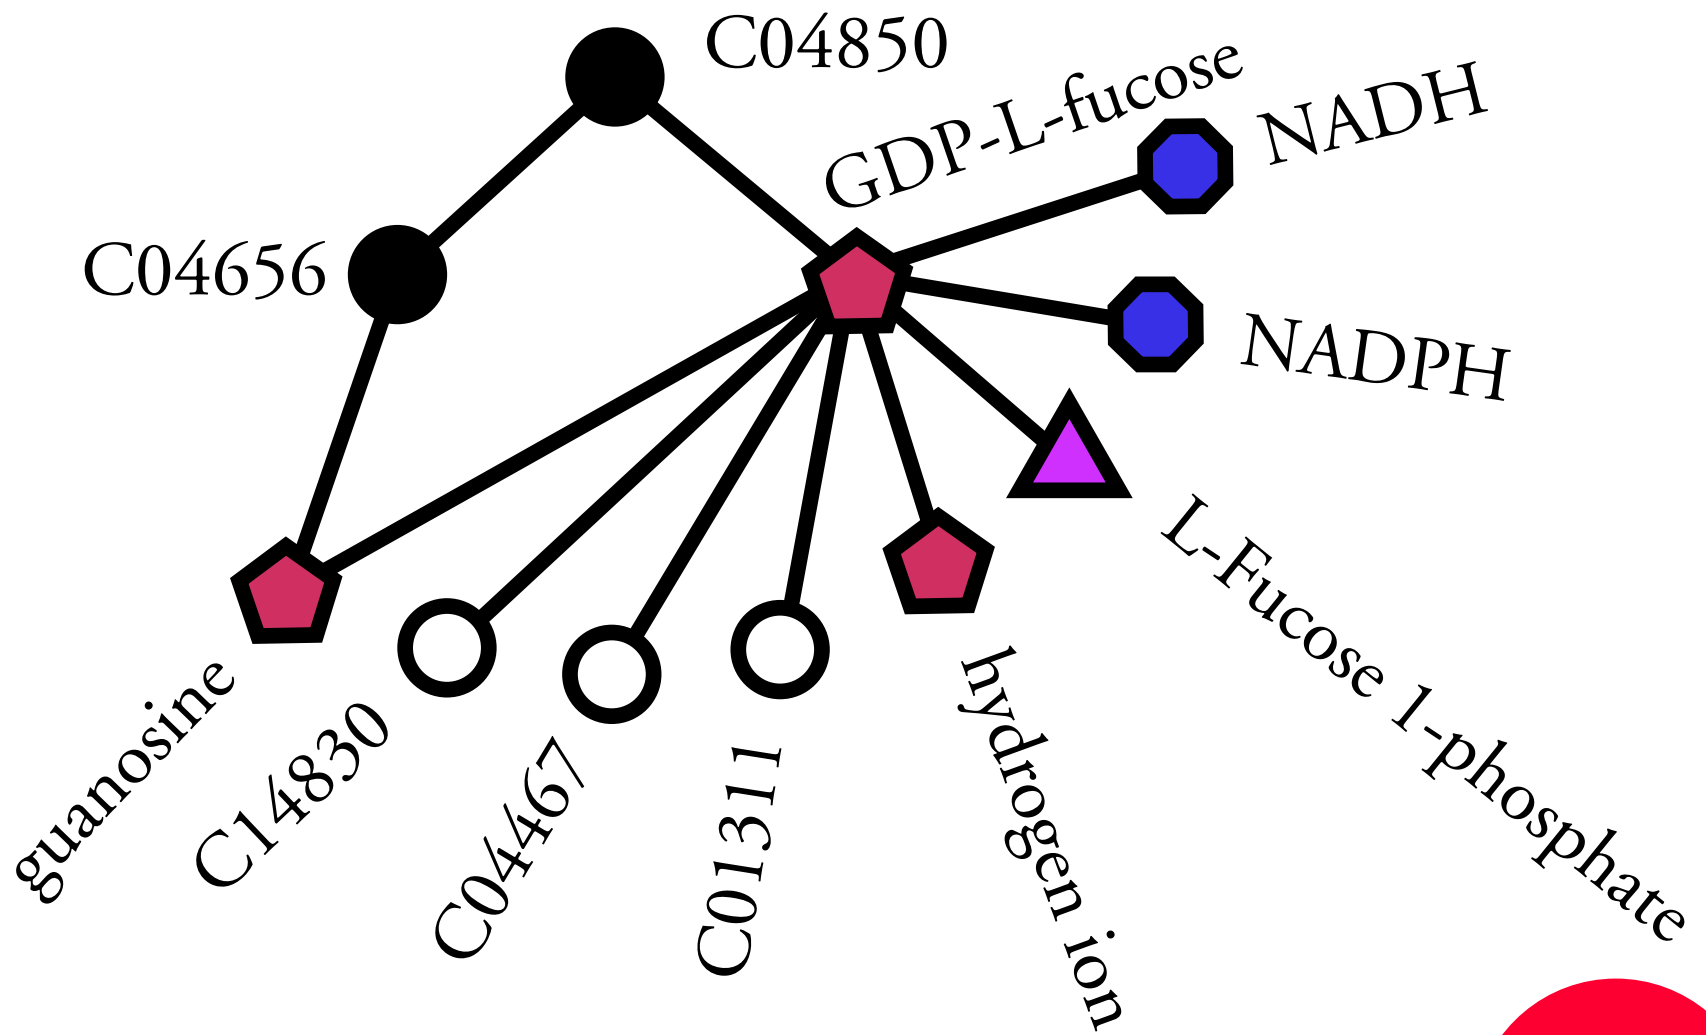 C04850
GDP-L-fucose
NADH
C04656
NADPH
L-Fucose 1-phosphate
guanosine
C14830
C04467
C01311
hydrogen ion